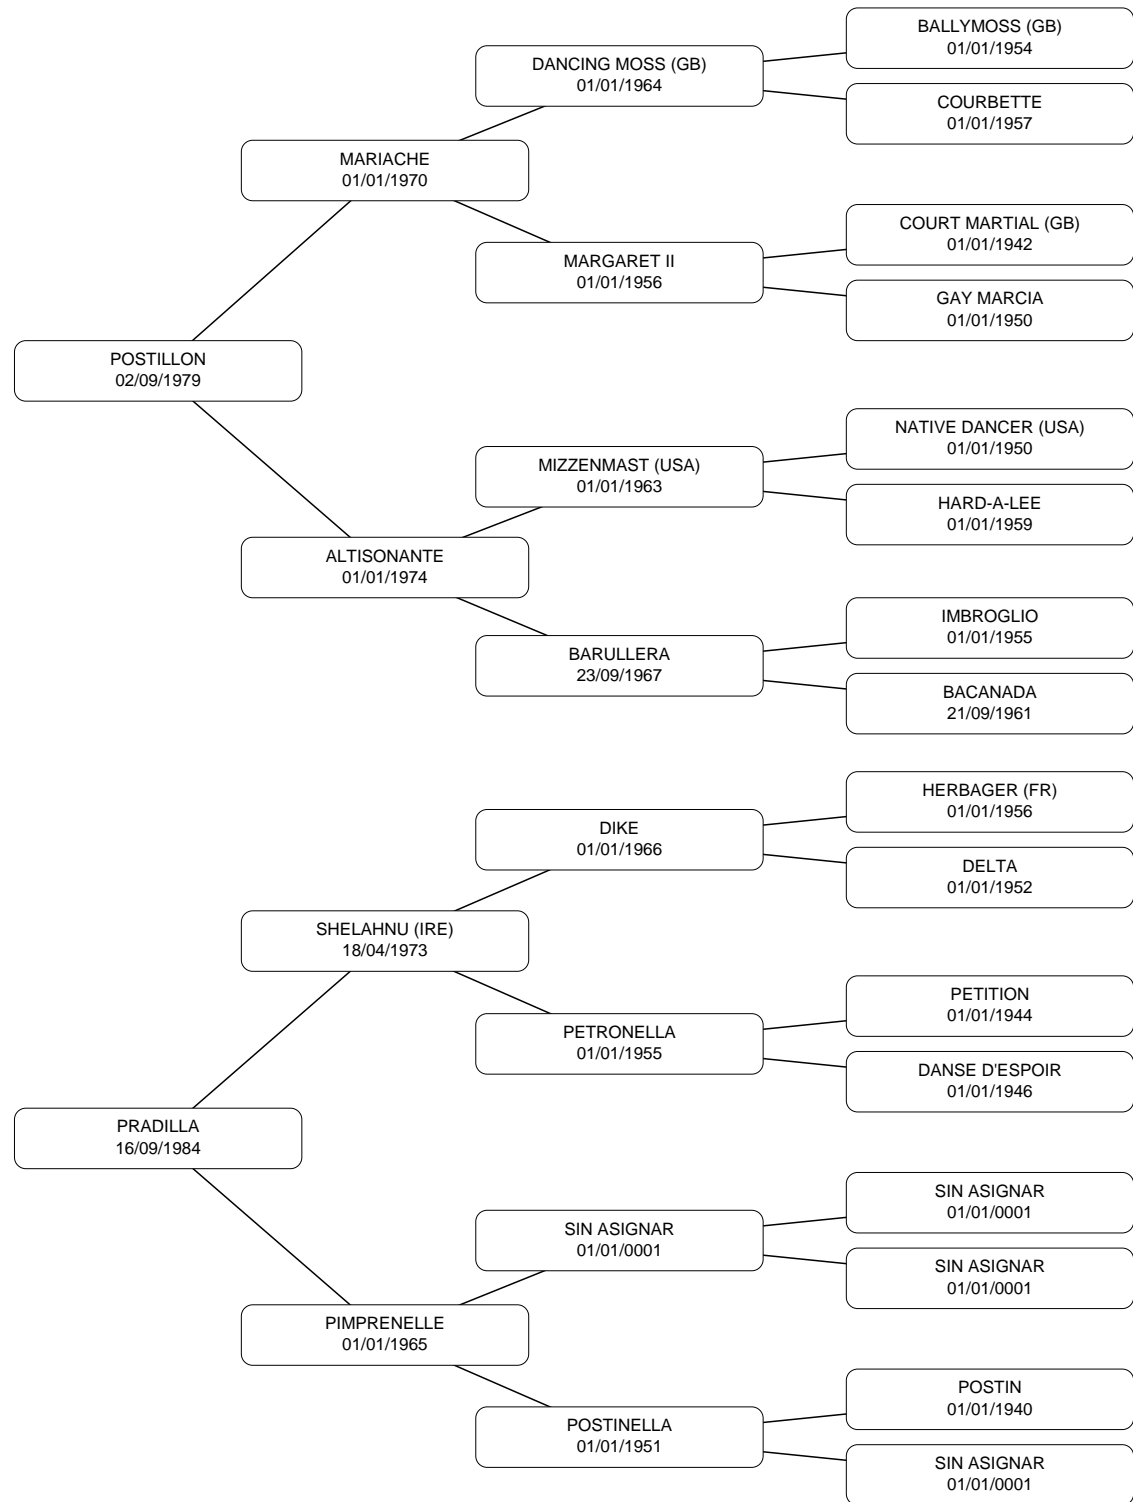 BALLYMOSS (GB)
01/01/1954
DANCING MOSS (GB)
01/01/1964
COURBETTE
01/01/1957
MARIACHE
01/01/1970
COURT MARTIAL (GB)
01/01/1942
MARGARET II
01/01/1956
GAY MARCIA
01/01/1950
POSTILLON
02/09/1979
NATIVE DANCER (USA)
01/01/1950
MIZZENMAST (USA)
01/01/1963
HARD-A-LEE
01/01/1959
ALTISONANTE
01/01/1974
IMBROGLIO
01/01/1955
BARULLERA
23/09/1967
BACANADA
21/09/1961
HERBAGER (FR)
01/01/1956
DIKE
01/01/1966
DELTA
01/01/1952
SHELAHNU (IRE)
18/04/1973
PETITION
01/01/1944
PETRONELLA
01/01/1955
DANSE D'ESPOIR
01/01/1946
PRADILLA
16/09/1984
SIN ASIGNAR
01/01/0001
SIN ASIGNAR
01/01/0001
SIN ASIGNAR
01/01/0001
PIMPRENELLE
01/01/1965
POSTIN
01/01/1940
POSTINELLA
01/01/1951
SIN ASIGNAR
01/01/0001